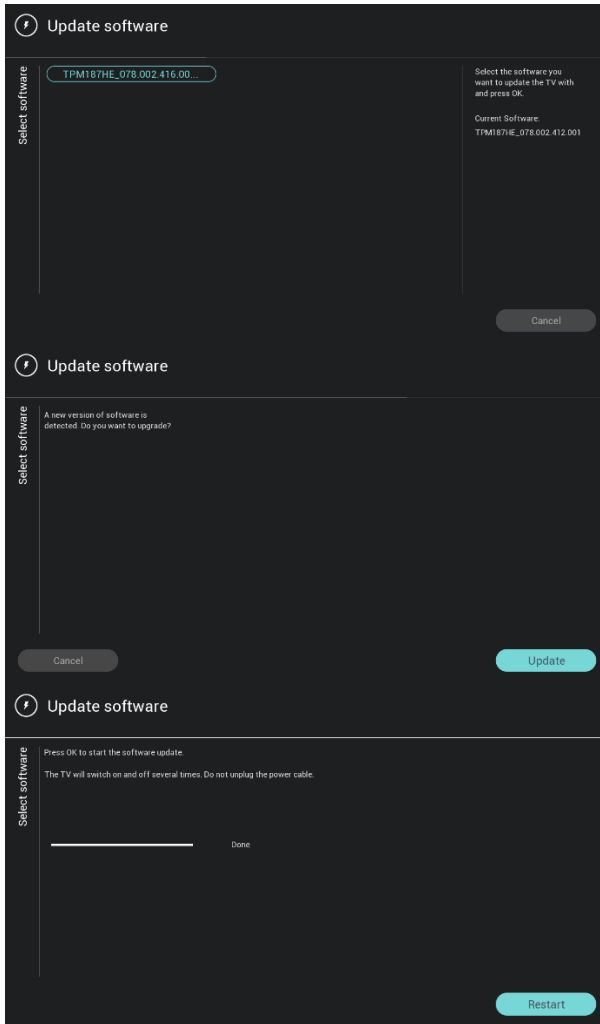 Update software
Select software
TPM187HE_078.002.416.00...
Select the software you
want to update the TV with
and press OK.
Current Software:
TPM187HE_078.002.412.001
Cancel
Update software
Select software
A new version of software is
detected. Do you want to upgrade?
Cancel
Update
Update software
Select software
Press OK to start the software update.
The TV will switch on and off several times. Do not unplug the power cable.
Done
Restart